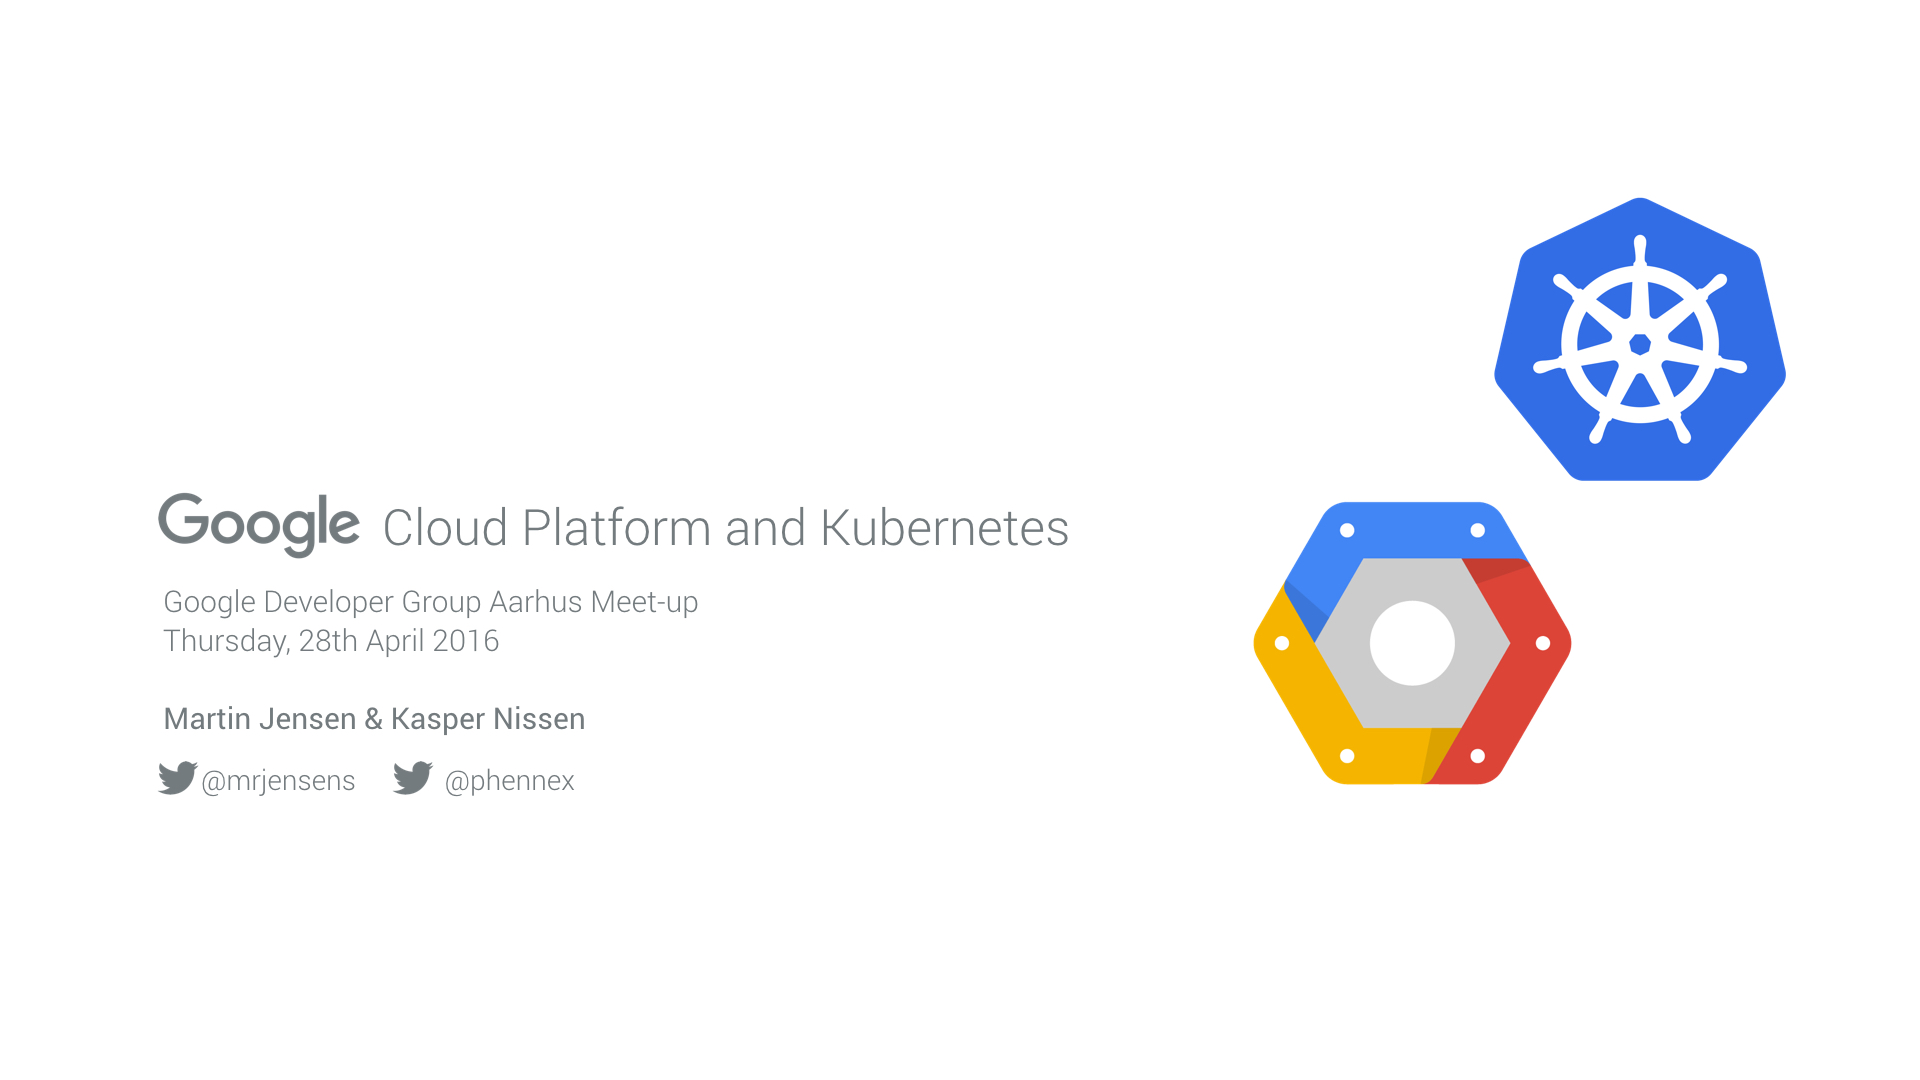 Google Cloud Platform and Kubernetes
Google Developer Group Aarhus Meet-up
Thursday, 28th April 2016
Martin Jensen & Kasper Nissen
@mrjensens @phennex